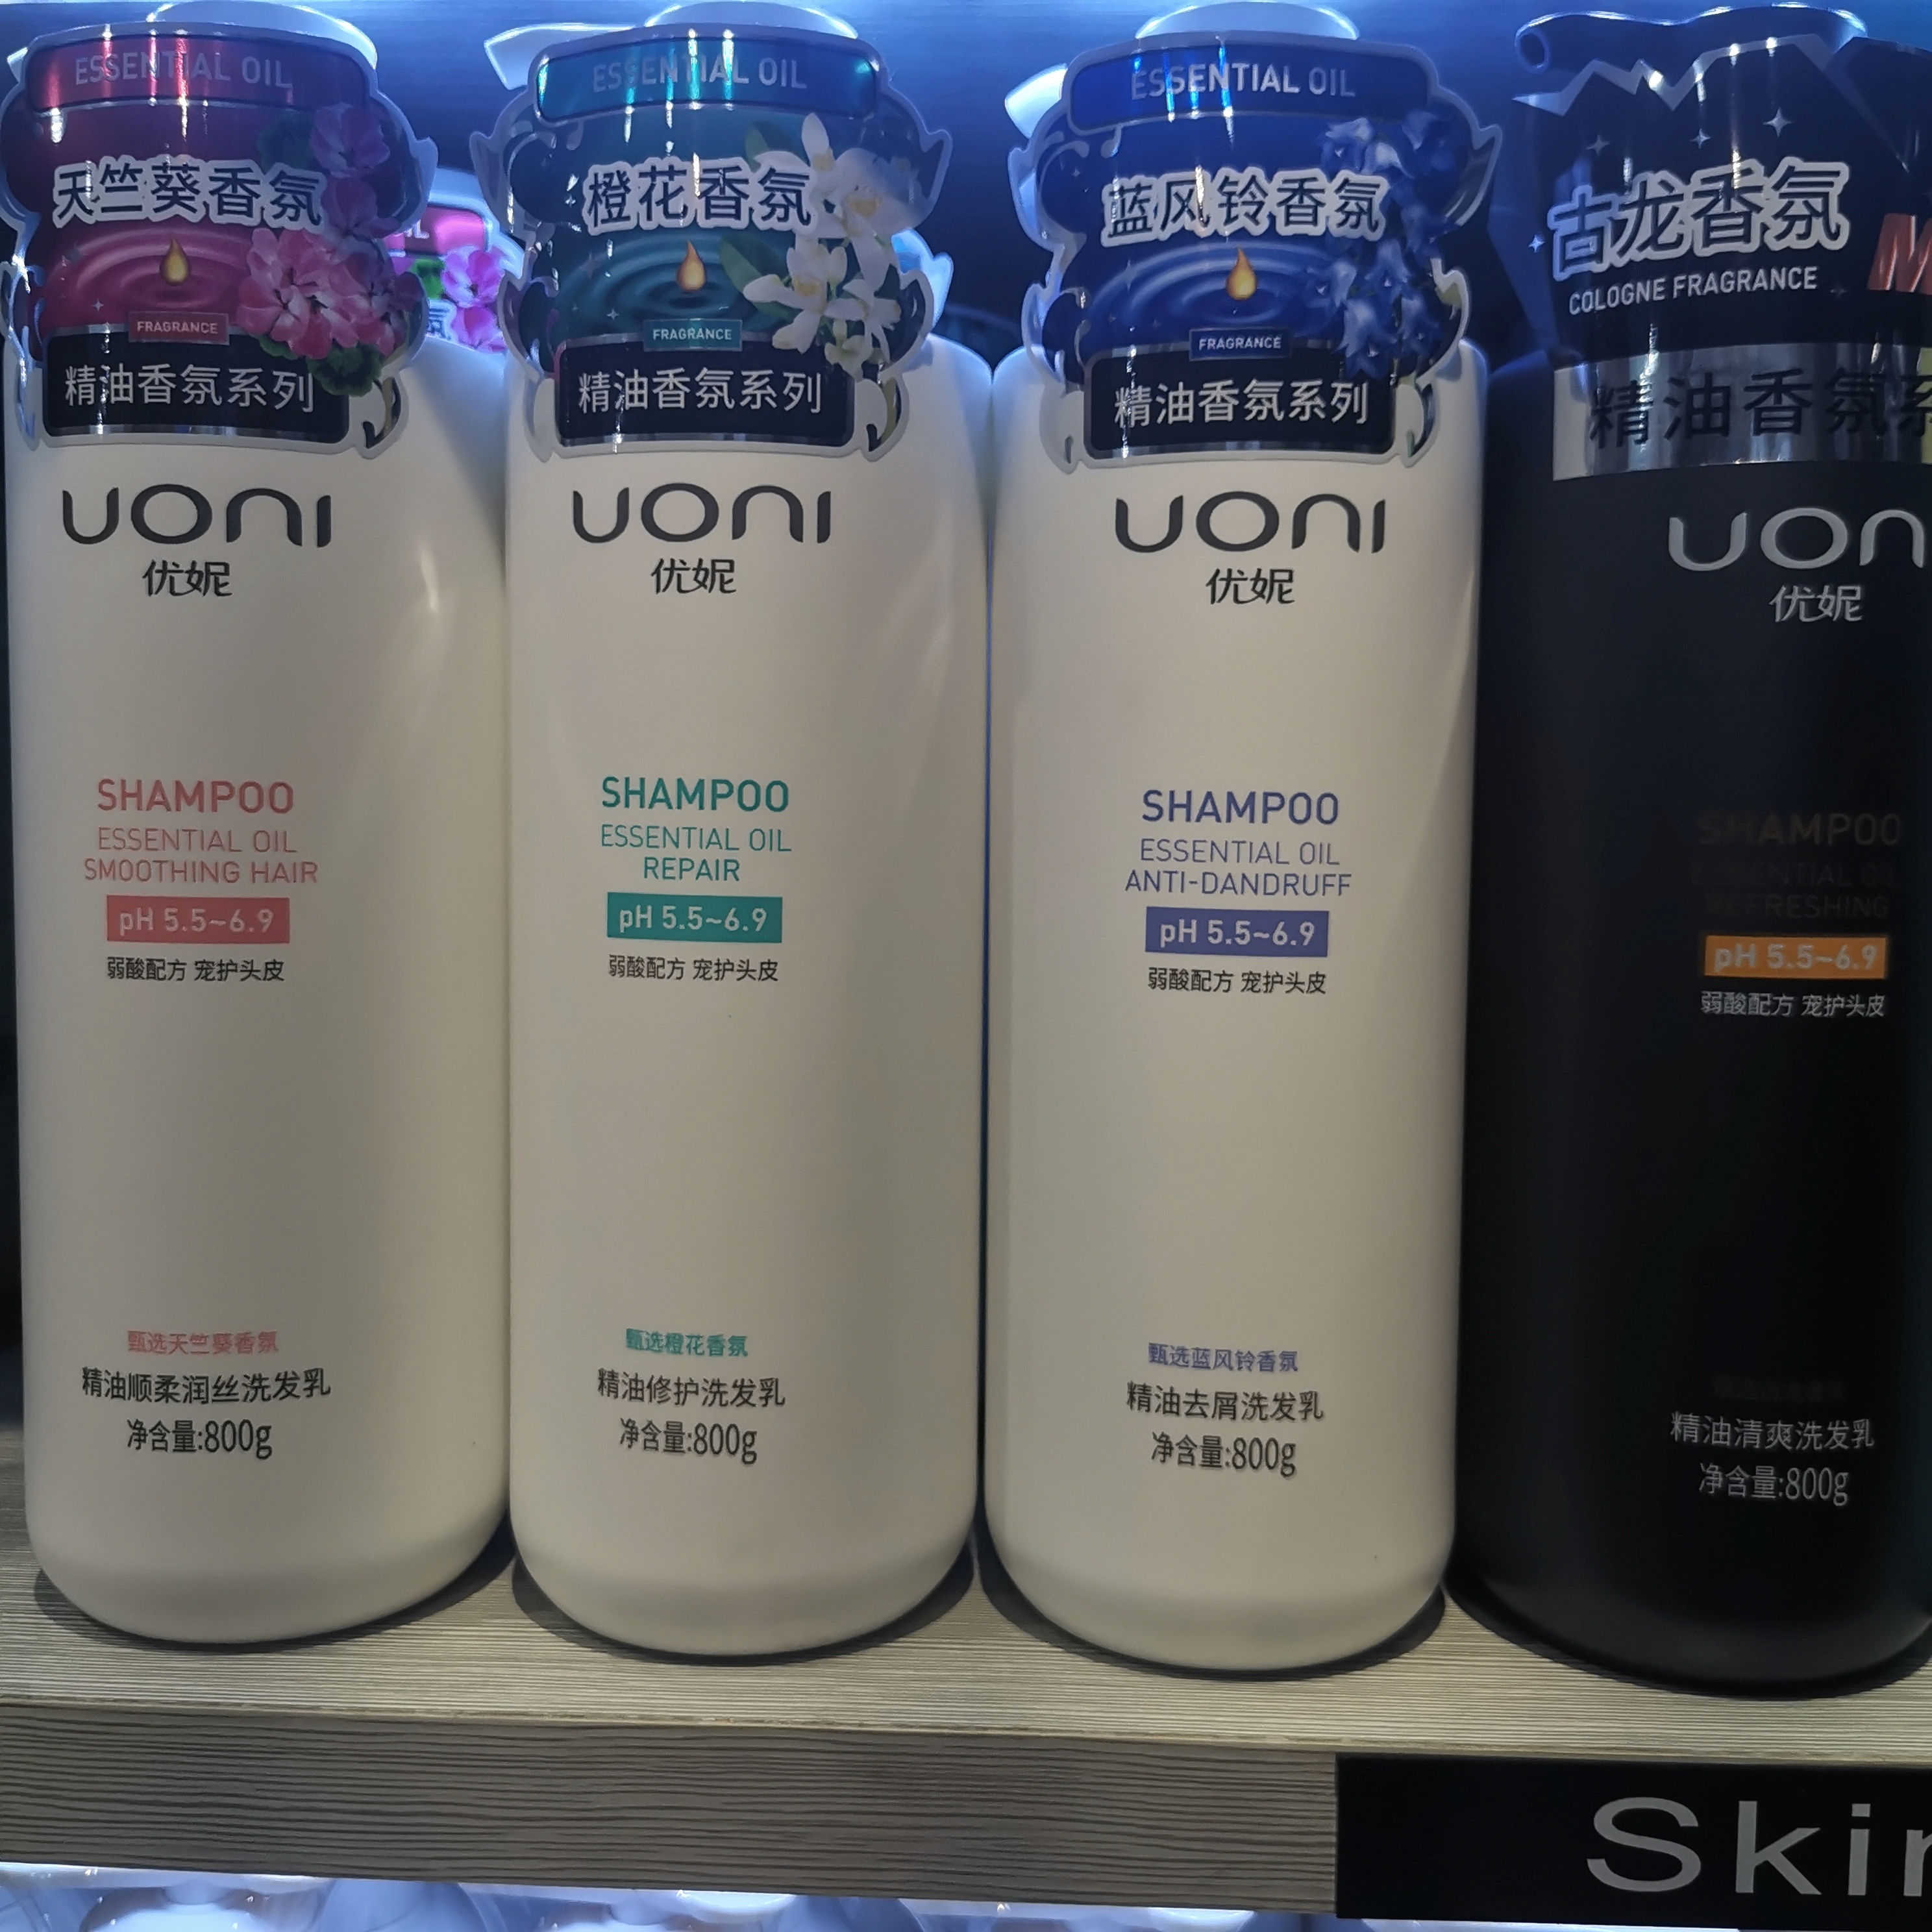 ESSENTIAL OIL
天竺葵香氛
FRAGRANCE
精油香氛系列
UONI
优妮
SHAMPOO
ESSENTIAL OIL
SMOOTHING HAIR
pH 5.5~6.9
弱酸配方 宠护头皮
甄选天竺葵香氛
精油顺柔润丝洗发乳
净含量:800g
ESSENTIAL OIL
橙花香氛
FRAGRANCE
精油香氛系列
UONI
优妮
SHAMPOO
ESSENTIAL OIL
REPAIR
pH 5.5~6.9
弱酸配方 宠护头皮
甄选橙花香氛
精油修护洗发乳
净含量:800g
ESSENTIAL OIL
蓝风铃香氛
FRAGRANCE
精油香氛系列
UONI
优妮
SHAMPOO
ESSENTIAL OIL
ANTI-DANDRUFF
pH 5.5~6.9
弱酸配方 宠护头皮
甄选蓝风铃香氛
精油去屑洗发乳
净含量:800g
古龙香氛
COLOGNE FRAGRANCE
精油香氛系
UON
优妮
SHAMPOO
ESSENTIAL OIL
REFRESHING
pH 5.5~6.9
弱酸配方 宠护头皮
精油清爽洗发乳
净含量:800g
Skin